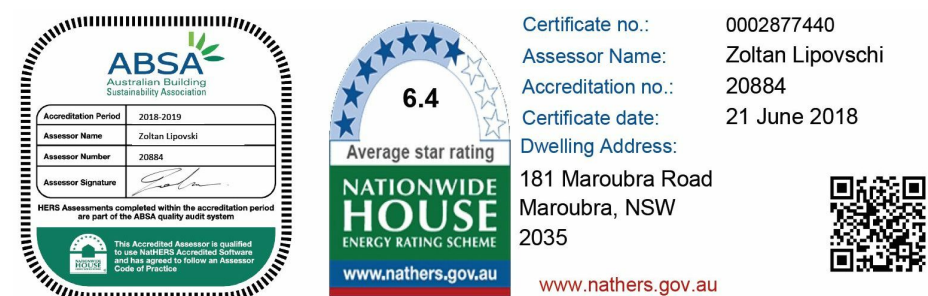 ABSA
Australian Building
Sustainability Association
Accreditation Period 2018-2019
Assessor Name Zoltan Lipovski
Assessor Number 20884
Assessor Signature
HERS Assessments completed within the accreditation period
are part of the ABSA quality audit system
NATIONWIDE
HOUSE
This Accredited Assessor is qualified
to use NatHERS Accredited Software
and has agreed to follow an Assessor
Code of Practice
6.4
Average star rating
NATIONWIDE
HOUSE
ENERGY RATING SCHEME
www.nathers.gov.au
Certificate no.: 0002877440
Assessor Name: Zoltan Lipovschi
Accreditation no.: 20884
Certificate date: 21 June 2018
Dwelling Address:
181 Maroubra Road
Maroubra, NSW
2035
www.nathers.gov.au